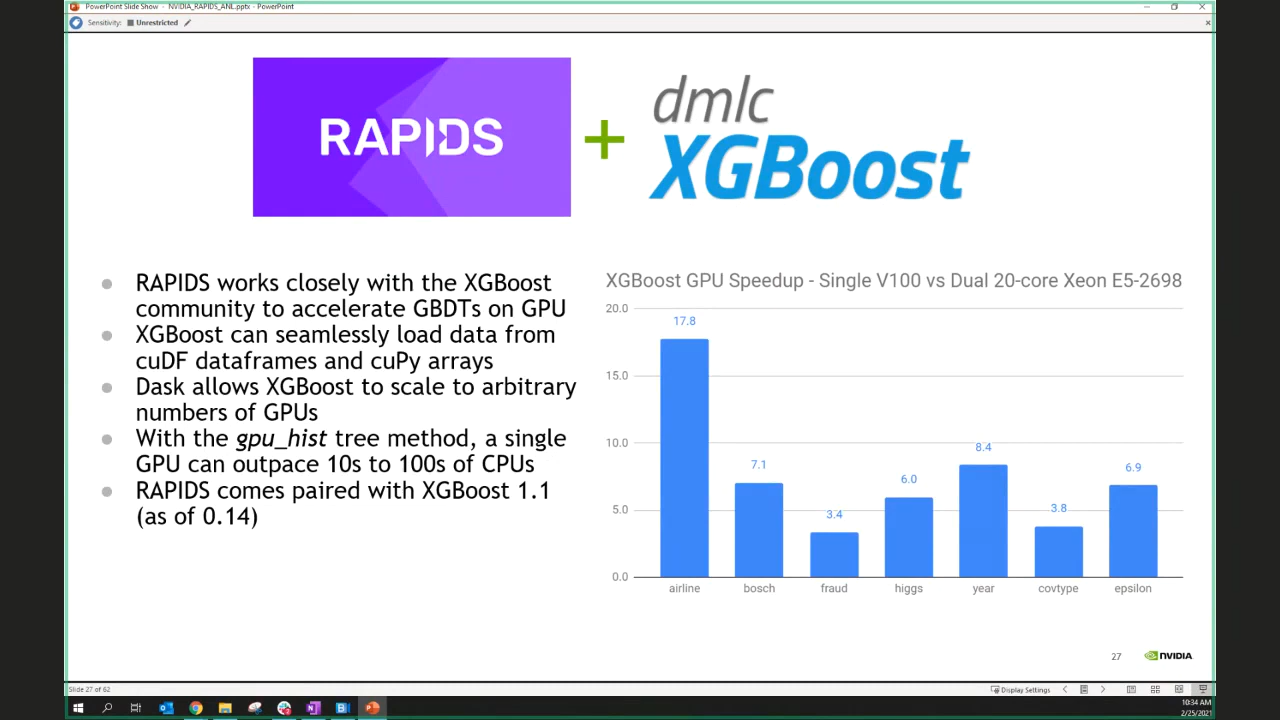 PowerPoint Slide Show - NVIDIA_RAPIDS_ANL.pptx - PowerPoint
Sensitivity: Unrestricted
RAPIDS + dmlc
XGBoost
RAPIDS works closely with the XGBoost
community to accelerate GBDTs on GPU
XGBoost can seamlessly load data from
cuDF dataframes and cuPy arrays
Dask allows XGBoost to scale to arbitrary
numbers of GPUs
With the gpu_hist tree method, a single
GPU can outpace 10s to 100s of CPUs
RAPIDS comes paired with XGBoost 1.1
(as of 0.14)
XGBoost GPU Speedup - Single V100 vs Dual 20-core Xeon E5-2698
20.0
15.0
10.0
5.0
0.0
17.8
7.1
3.4
6.0
8.4
3.8
6.9
airline bosch fraud higgs year covtype epsilon
27 NVIDIA
Slide 27 of 62
Display Settings
10:34 AM
2/25/2021